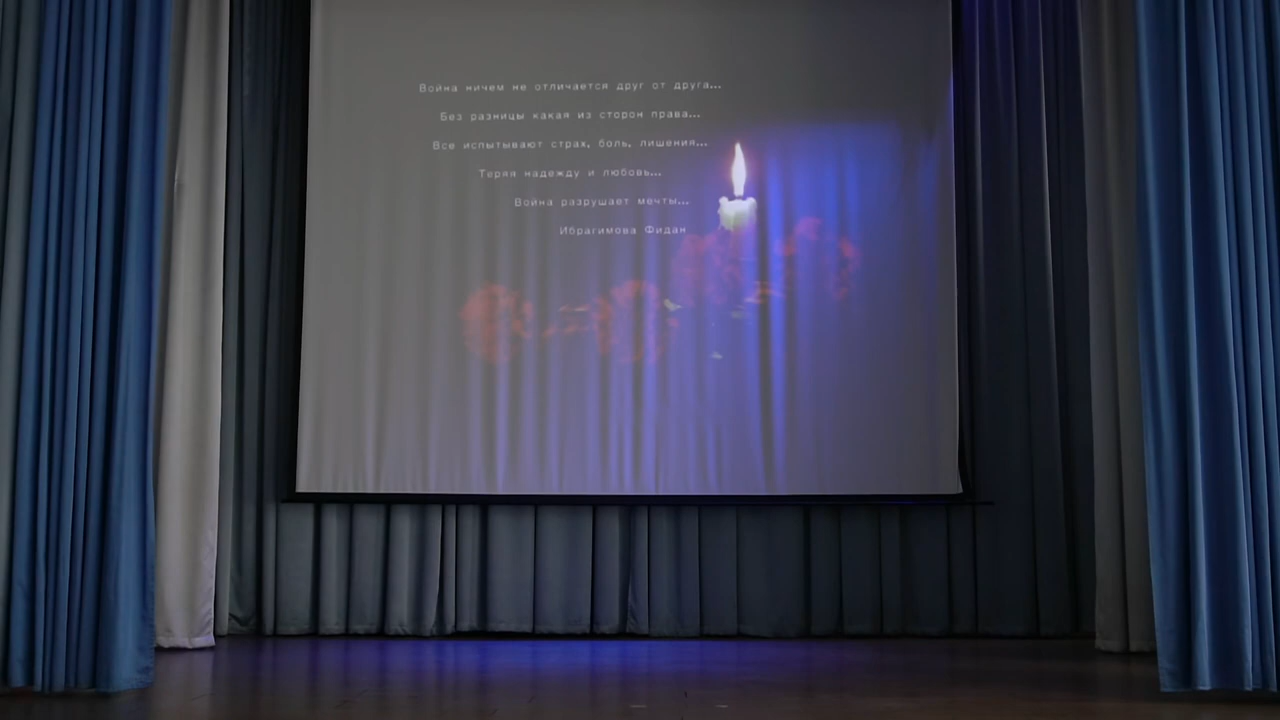 Война ничем не отличается друг от друга...
Без разницы какая из сторон права...
Все испытывают страх, боль, лишения...
Теряя надежду и любовь...
Война разрушает мечты...
Ибрагимова Фидан